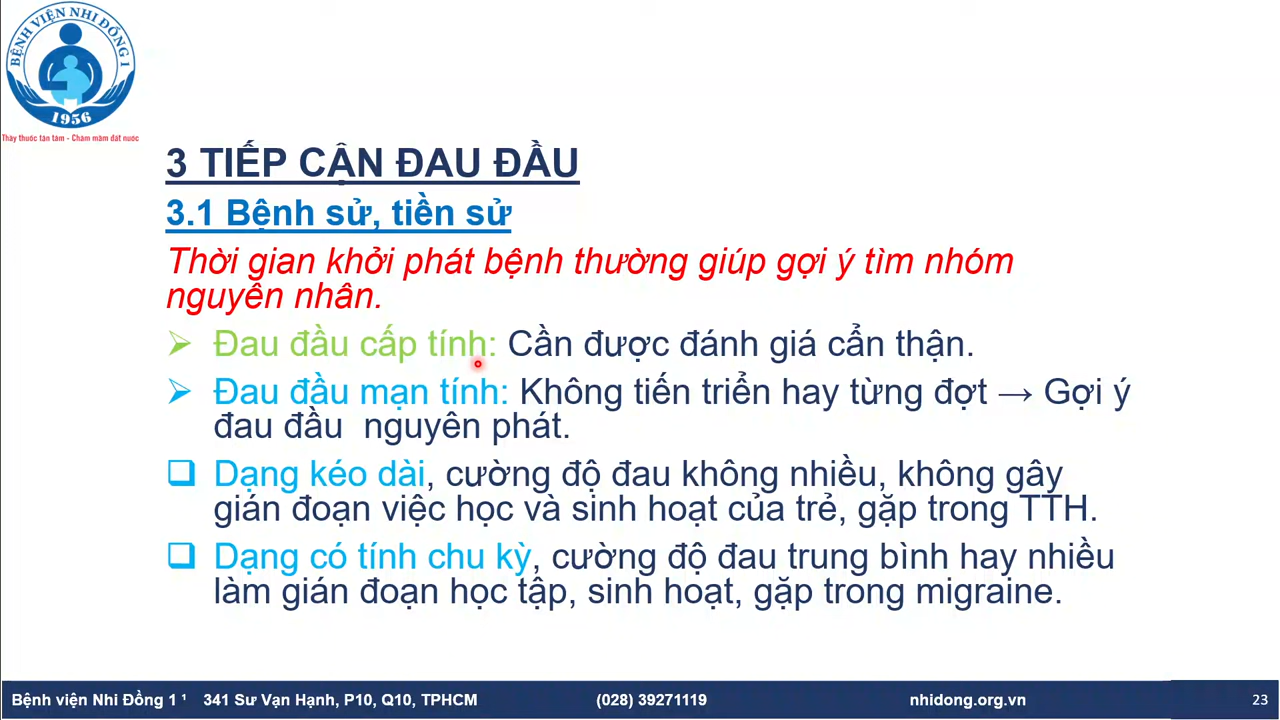 BỆNH VIỆN NHI ĐỒNG 1
1956
Thầy thuốc tận tâm - Chăm mầm đất nước
3 TIẾP CẬN ĐAU ĐẦU
3.1 Bệnh sử, tiền sử
Thời gian khởi phát bệnh thường giúp gợi ý tìm nhóm
nguyên nhân.
➢ Đau đầu cấp tính: Cần được đánh giá cẩn thận.
➢ Đau đầu mạn tính: Không tiến triển hay từng đợt → Gợi ý
đau đầu nguyên phát.
❑ Dạng kéo dài, cường độ đau không nhiều, không gây
gián đoạn việc học và sinh hoạt của trẻ, gặp trong TTH.
❑ Dạng có tính chu kỳ, cường độ đau trung bình hay nhiều
làm gián đoạn học tập, sinh hoạt, gặp trong migraine.
Bệnh viện Nhi Đồng 1 ¹ 341 Sư Vạn Hạnh, P10, Q10, TPHCM (028) 39271119 nhidong.org.vn 23